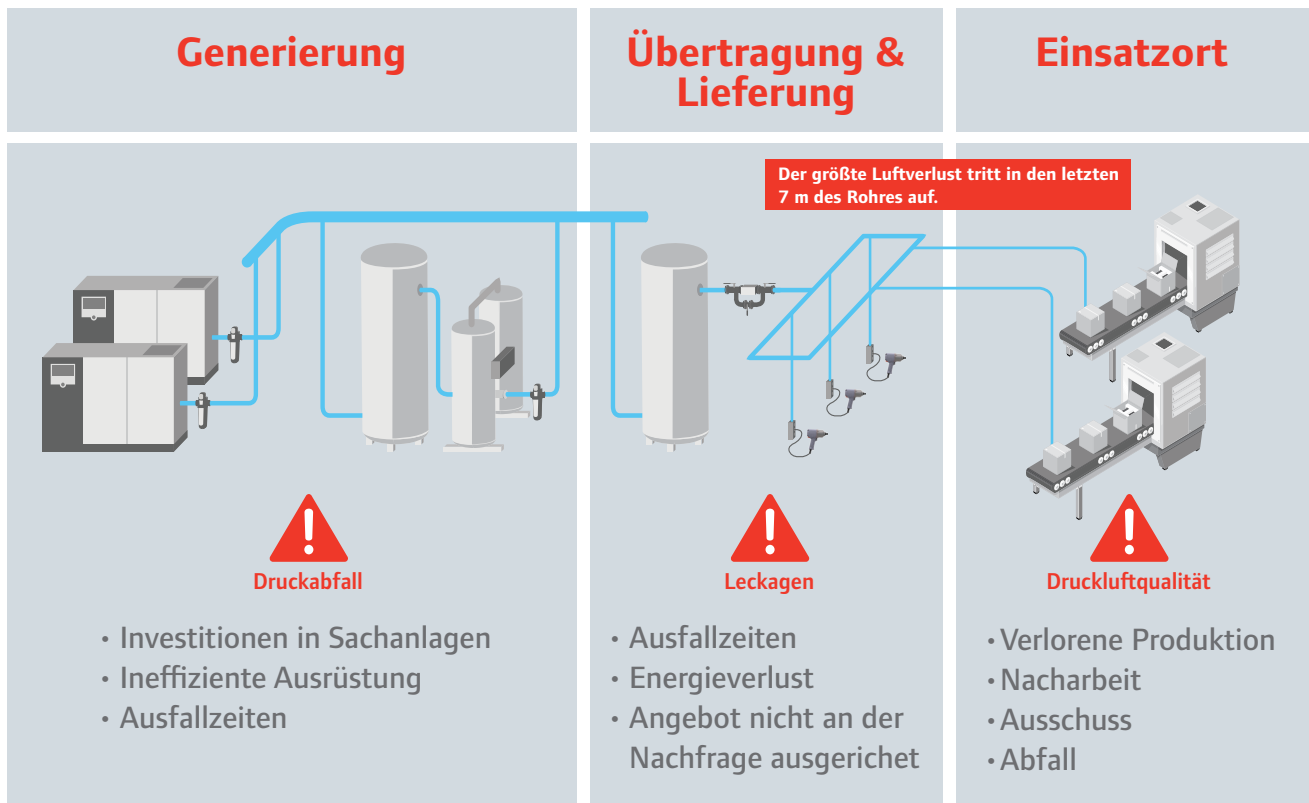 Generierung
Übertragung &
Lieferung
Einsatzort
Der größte Luftverlust tritt in den letzten
7 m des Rohres auf.
Druckabfall
• Investitionen in Sachanlagen
• Ineffiziente Ausrüstung
• Ausfallzeiten
Leckagen
• Ausfallzeiten
• Energieverlust
• Angebot nicht an der
Nachfrage ausgerichet
Druckluftqualität
• Verlorene Produktion
• Nacharbeit
• Ausschuss
• Abfall